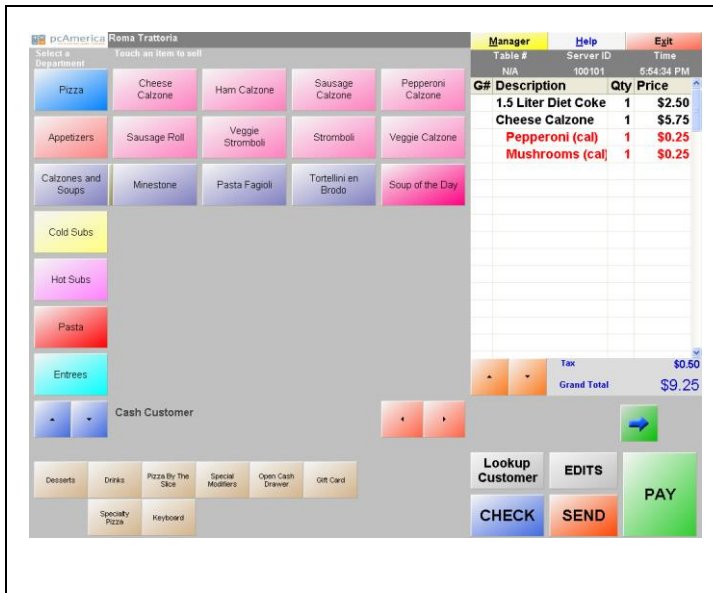 pcAmerica Roma Trattoria
Manager Help Exit
Select a Department
Touch an item to sell
Table # Server ID Time
N/A 100101 5:54:34 PM
G# Description Qty Price
1.5 Liter Diet Coke 1 $2.50
Cheese Calzone 1 $5.75
Pepperoni (cal) 1 $0.25
Mushrooms (cal) 1 $0.25
Pizza
Cheese Calzone
Ham Calzone
Sausage Calzone
Pepperoni Calzone
Appetizers
Sausage Roll
Veggie Stromboli
Stromboli
Veggie Calzone
Calzones and Soups
Minestone
Pasta Fagioli
Tortellini en Brodo
Soup of the Day
Cold Subs
Hot Subs
Pasta
Entrees
Tax $0.50
Grand Total $9.25
Cash Customer
Desserts
Drinks
Pizza By The Slice
Special Modifiers
Open Cash Drawer
Gift Card
Specialty Pizza
Keyboard
Lookup Customer
EDITS
PAY
CHECK
SEND